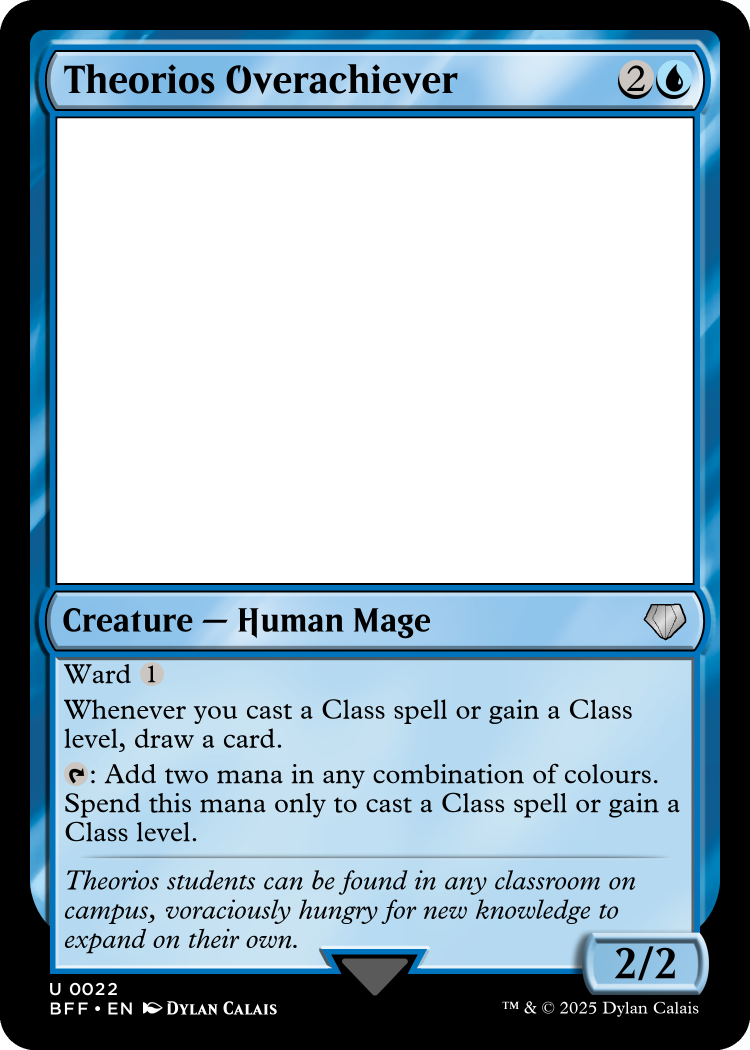 Theorios Overachiever 2
Creature — Human Mage
Ward 1
Whenever you cast a Class spell or gain a Class
level, draw a card.
: Add two mana in any combination of colours.
Spend this mana only to cast a Class spell or gain a
Class level.
Theorios students can be found in any classroom on
campus, voraciously hungry for new knowledge to
expand on their own.
2/2
U 0022
BFF • EN DYLAN CALAIS
™ & © 2025 Dylan Calais